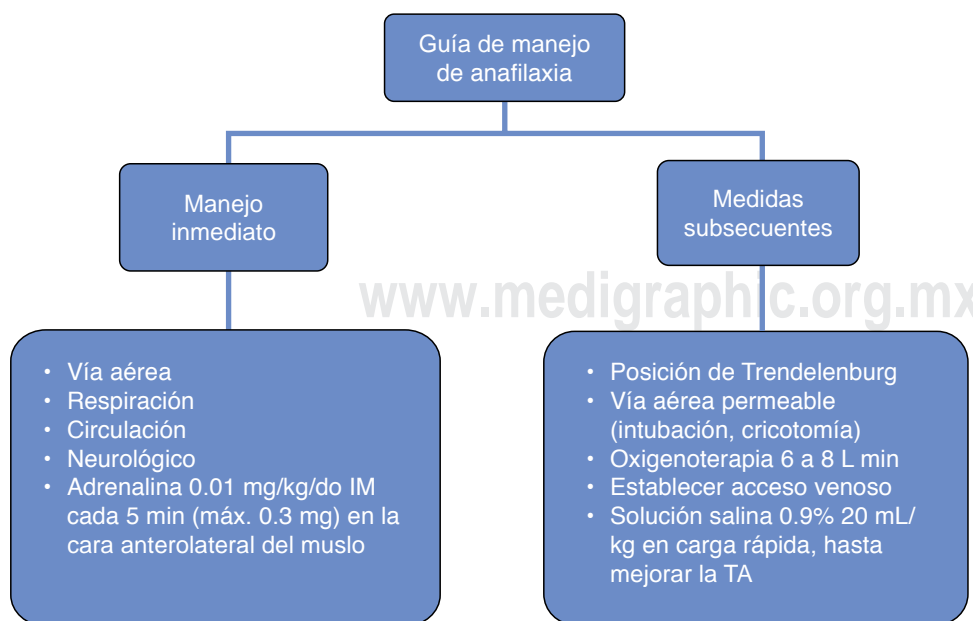 Guía de manejo
de anafilaxia
Manejo
inmediato
Medidas
subsecuentes
www.medigraphic.org.mx
• Vía aérea
• Respiración
• Circulación
• Neurológico
• Adrenalina 0.01 mg/kg/do IM
cada 5 min (máx. 0.3 mg) en la
cara anterolateral del muslo
• Posición de Trendelenburg
• Vía aérea permeable
(intubación, cricotomía)
• Oxigenoterapia 6 a 8 L min
• Establecer acceso venoso
• Solución salina 0.9% 20 mL/
kg en carga rápida, hasta
mejorar la TA